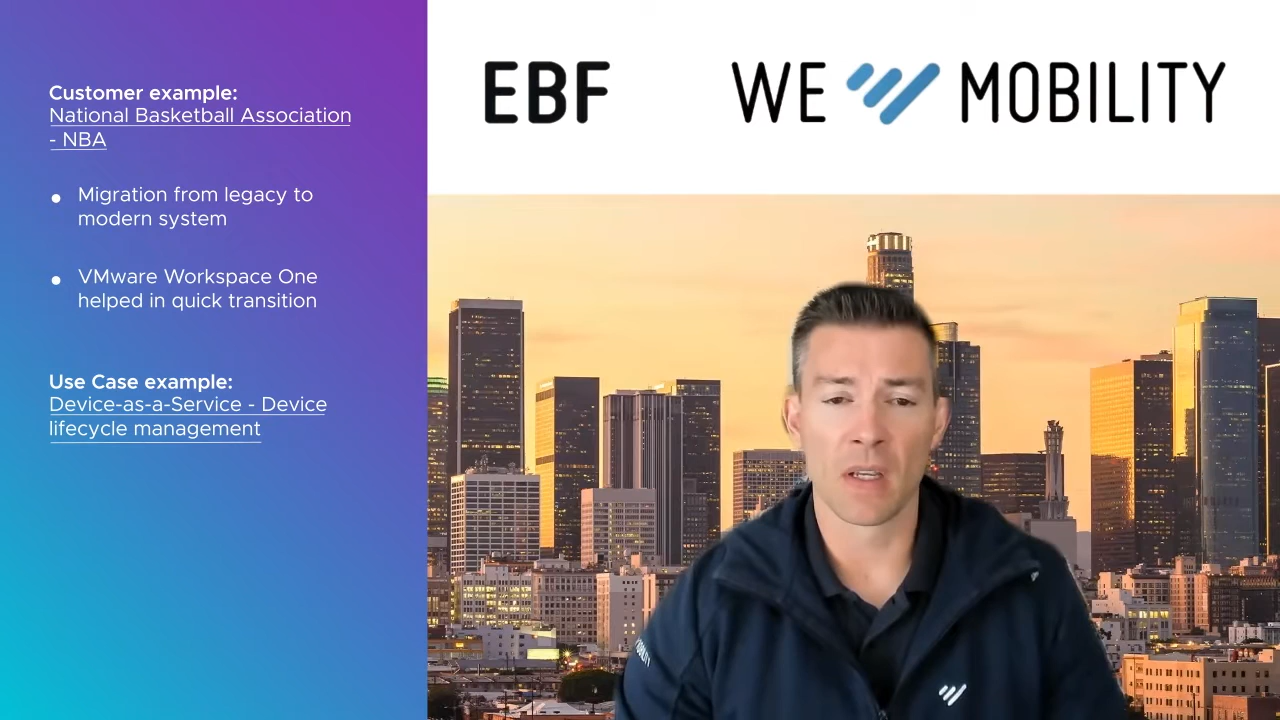 Customer example:
National Basketball Association
- NBA
• Migration from legacy to
modern system
• VMware Workspace One
helped in quick transition
Use Case example:
Device-as-a-Service - Device
lifecycle management
EBF
WE MOBILITY